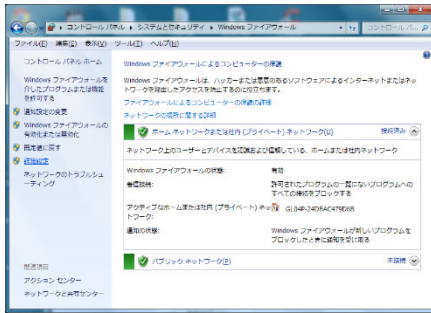 コントロール パネル ▸ システムとセキュリティ ▸ Windows ファイアウォール
コントロール パ...
ファイル(F) 編集(E) 表示(V) ツール(T) ヘルプ(H)
コントロール パネル ホーム
Windows ファイアウォールを
介したプログラムまたは機能
を許可する
通知設定の変更
Windows ファイアウォールの
有効化または無効化
既定値に戻す
詳細設定
ネットワークのトラブルシュ
ーティング
関連項目
アクション センター
ネットワークと共有センター
Windows ファイアウォールによるコンピューターの保護
Windows ファイアウォールは、ハッカーまたは悪意のあるソフトウェアによるインターネットまたはネッ
トワークを経由したアクセスを防止するのに役立ちます。
ファイアウォールによるコンピューターの保護の詳細
ネットワークの場所に関する詳細
ホーム ネットワークまたは社内 (プライベート) ネットワーク(O) 接続済み
ネットワーク上のユーザーとデバイスを認識および信頼している、ホームまたは社内ネットワーク
Windows ファイアウォールの状態: 有効
着信接続: 許可されたプログラムの一覧にないプログラムへの
すべての接続をブロックする
アクティブなホームまたは社内 (プライベート) ネッ
トワーク:
GL04P-24DBAC479D6B
通知の状態: Windows ファイアウォールが新しいプログラムを
ブロックしたときに通知を受け取る
パブリック ネットワーク(P) 未接続